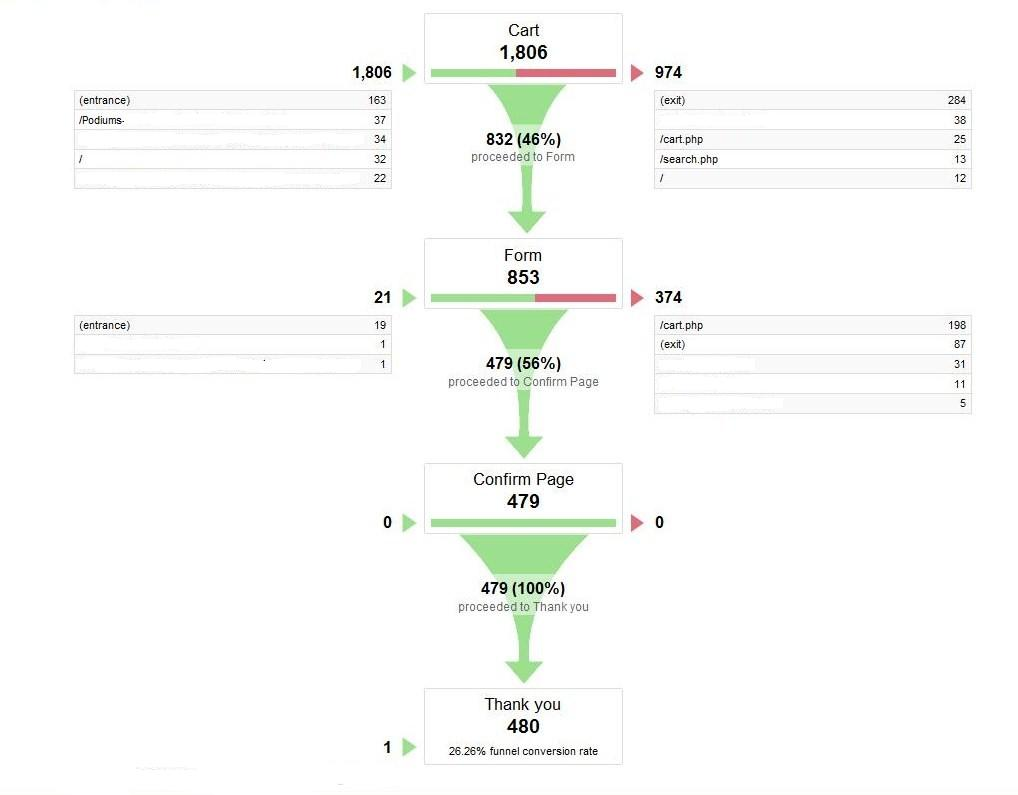 Cart
1,806
1,806
974
(entrance) 163
/Podiums- 37
34
/ 32
22
(exit) 284
38
/cart.php 25
/search.php 13
/ 12
832 (46%)
proceeded to Form
Form
853
21
374
(entrance) 19
1
1
/cart.php 198
(exit) 87
31
11
5
479 (56%)
proceeded to Confirm Page
Confirm Page
479
0
0
479 (100%)
proceeded to Thank you
Thank you
480
1
26.26% funnel conversion rate